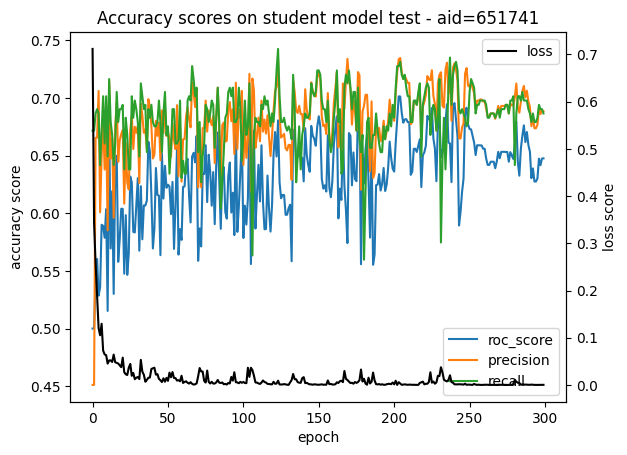 Accuracy scores on student model test - aid=651741
loss
accuracy score
0.75
0.70
0.65
0.60
0.55
0.50
0.45
0.7
0.6
0.5
0.4
0.3
0.2
0.1
0.0
loss score
roc_score
precision
recall
0 50 100 150 200 250 300
epoch